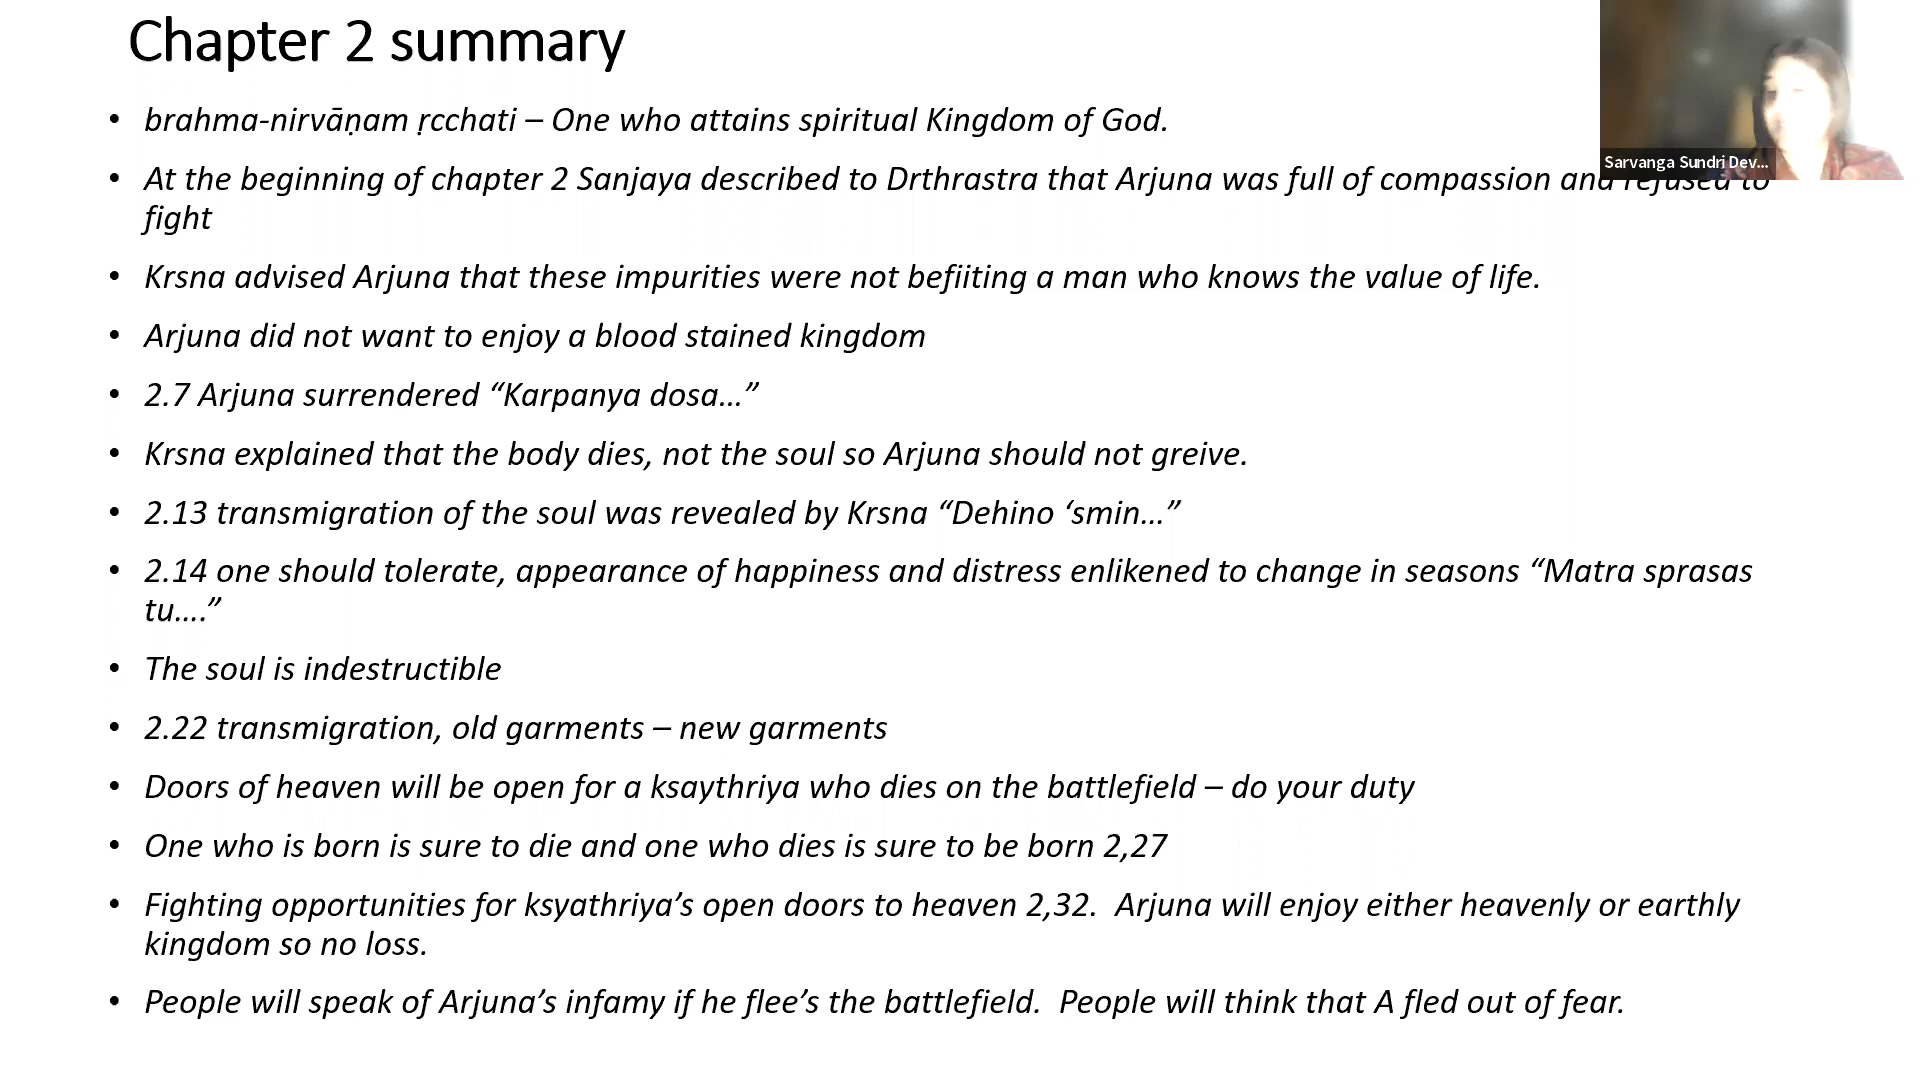 Chapter 2 summary
Sarvanga Sundri Dev...
• brahma-nirvāṇam ṛcchati – One who attains spiritual Kingdom of God.
• At the beginning of chapter 2 Sanjaya described to Drthrastra that Arjuna was full of compassion and refused to
fight
• Krsna advised Arjuna that these impurities were not befiiting a man who knows the value of life.
• Arjuna did not want to enjoy a blood stained kingdom
• 2.7 Arjuna surrendered “Karpanya dosa…”
• Krsna explained that the body dies, not the soul so Arjuna should not greive.
• 2.13 transmigration of the soul was revealed by Krsna “Dehino ‘smin…”
• 2.14 one should tolerate, appearance of happiness and distress enlikened to change in seasons “Matra sprasas
tu….”
• The soul is indestructible
• 2.22 transmigration, old garments – new garments
• Doors of heaven will be open for a ksaythriya who dies on the battlefield – do your duty
• One who is born is sure to die and one who dies is sure to be born 2,27
• Fighting opportunities for ksyathriya’s open doors to heaven 2,32.  Arjuna will enjoy either heavenly or earthly
kingdom so no loss.
• People will speak of Arjuna’s infamy if he flee’s the battlefield.  People will think that A fled out of fear.